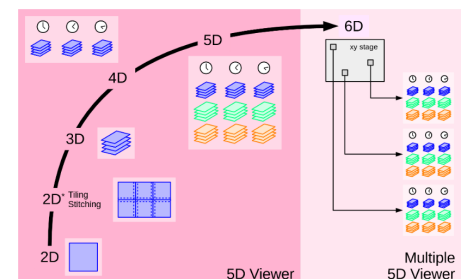 6D
5D
xy stage
4D
3D
2D* Tiling
Stitching
2D
5D Viewer
Multiple
5D Viewer